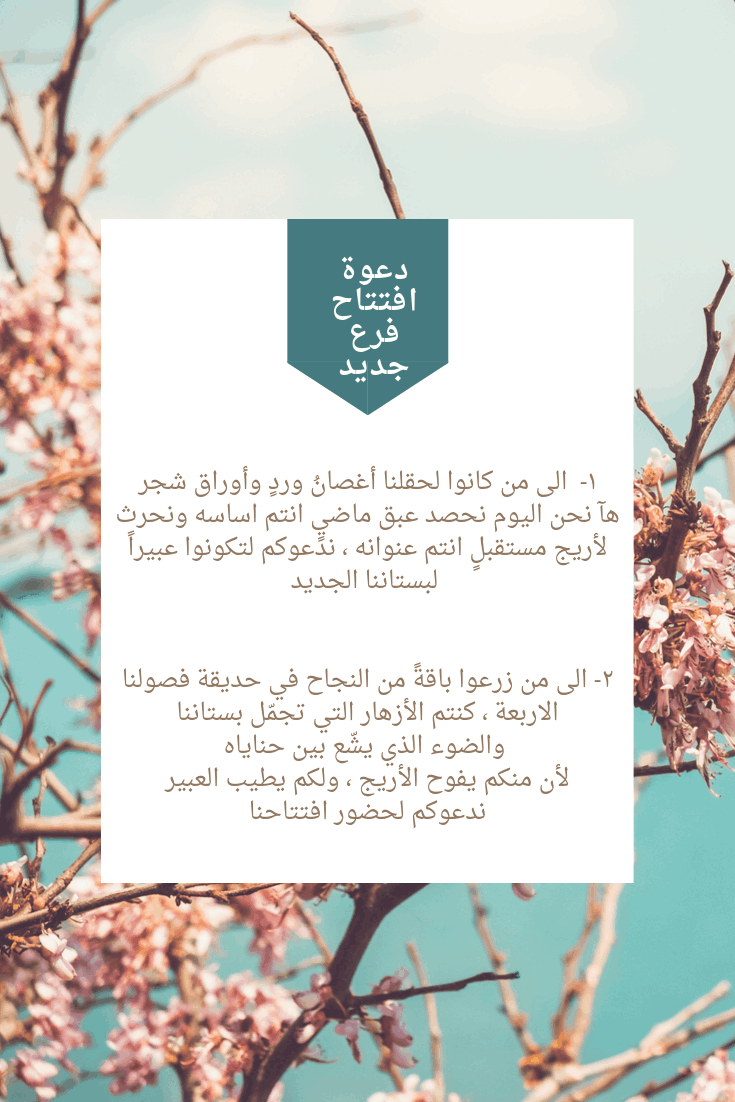 دعوة
افتتاح
فرع
جديد
١- الى من كانوا لحقلنا أغصانُ وردٍ وأوراق شجر
هآ نحن اليوم نحصد عبق ماضيٍ انتم اساسه ونحرث
لأريج مستقبلٍ انتم عنوانه ، ندعوكم لتكونوا عبيراً
لبستاننا الجديد
٢- الى من زرعوا باقةً من النجاح في حديقة فصولنا
الاربعة ، كنتم الأزهار التي تجمّل بستاننا
والضوء الذي يشّع بين حناياه
لأن منكم يفوح الأريج ، ولكم يطيب العبير
ندعوكم لحضور افتتاحنا